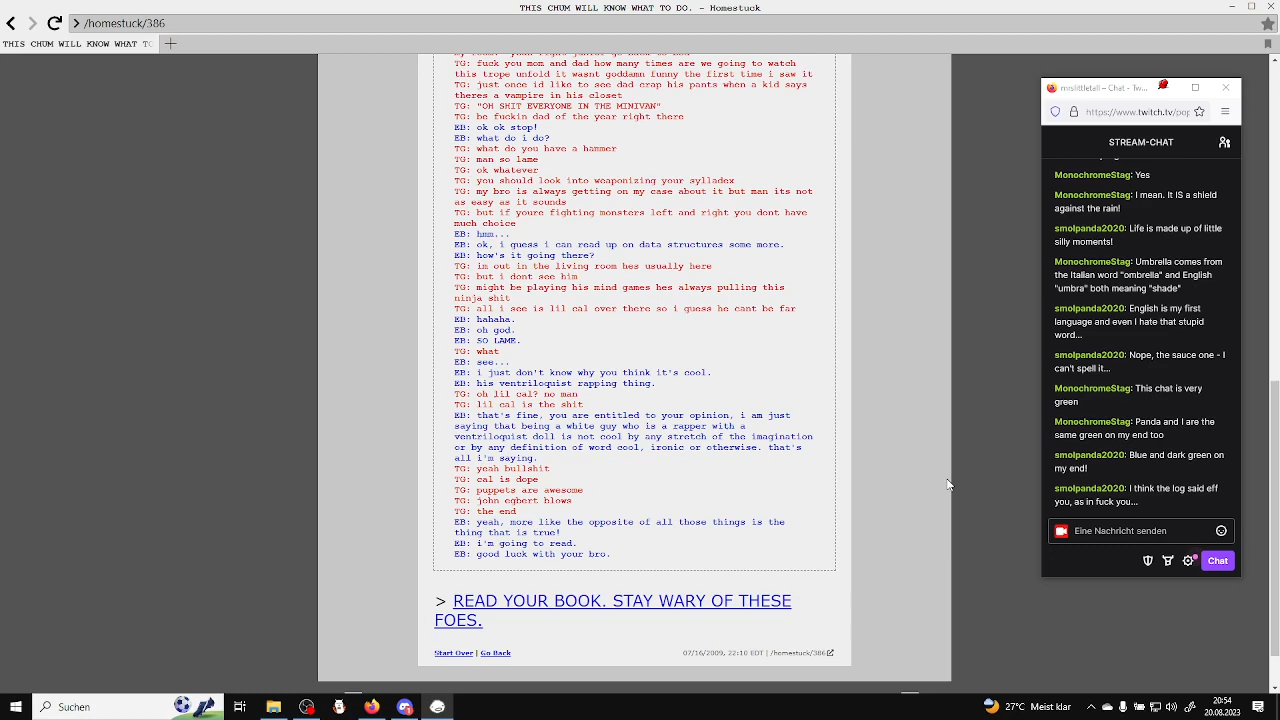 THIS CHUM WILL KNOW WHAT TO DO. - Homestuck
/homestuck/386
THIS CHUM WILL KNOW WHAT TO
TG: fuck you mom and dad how many times are we going to watch
this trope unfold it wasnt goddamn funny the first time i saw it
TG: just once id like to see dad crap his pants when a kid says
theres a vampire in his closet
TG: "OH SHIT EVERYONE IN THE MINIVAN"
TG: be fuckin dad of the year right there
EB: ok ok stop!
EB: what do i do?
TG: what do you have a hammer
TG: man so lame
TG: ok whatever
TG: you should look into weaponizing your sylladex
TG: my bro is always getting on my case about it but man its not
as easy as it sounds
TG: but if youre fighting monsters left and right you dont have
much choice
EB: hmm...
EB: ok, i guess i can read up on data structures some more.
EB: how's it going there?
TG: im out in the living room hes usually here
TG: but i dont see him
TG: might be playing his mind games hes always pulling this
ninja shit
TG: all i see is lil cal over there so i guess he cant be far
EB: hahaha.
EB: oh god.
EB: SO LAME.
TG: what
EB: see...
EB: i just don't know why you think it's cool.
EB: his ventriloquist rapping thing.
TG: oh lil cal? no man
TG: lil cal is the shit
EB: that's fine, you are entitled to your opinion, i am just
saying that being a white guy who is a rapper with a
ventriloquist doll is not cool by any stretch of the imagination
or by any definition of word cool, ironic or otherwise. that's
all i'm saying.
TG: yeah bullshit
TG: cal is dope
TG: puppets are awesome
TG: john egbert blows
TG: the end
EB: yeah, more like the opposite of all those things is the
thing that is true!
EB: i'm going to read.
EB: good luck with your bro.
> READ YOUR BOOK. STAY WARY OF THESE
FOES.
Start Over | Go Back
07/16/2009, 22:10 EDT | /homestuck/386
mrslittletall – Chat - Tw...
https://www.twitch.tv/pop
STREAM-CHAT
MonochromeStag: Yes
MonochromeStag: I mean. It IS a shield
against the rain!
smolpanda2020: Life is made up of little
silly moments!
MonochromeStag: Umbrella comes from
the Italian word "ombrella" and English
"umbra" both meaning "shade"
smolpanda2020: English is my first
language and even I hate that stupid
word...
smolpanda2020: Nope, the sauce one - I
can't spell it...
MonochromeStag: This chat is very
green
MonochromeStag: Panda and I are the
same green on my end too
smolpanda2020: Blue and dark green on
my end!
smolpanda2020: I think the log said eff
you, as in fuck you...
Eine Nachricht senden
Chat
Suchen
27°C Meist klar
20:54
20.08.2023